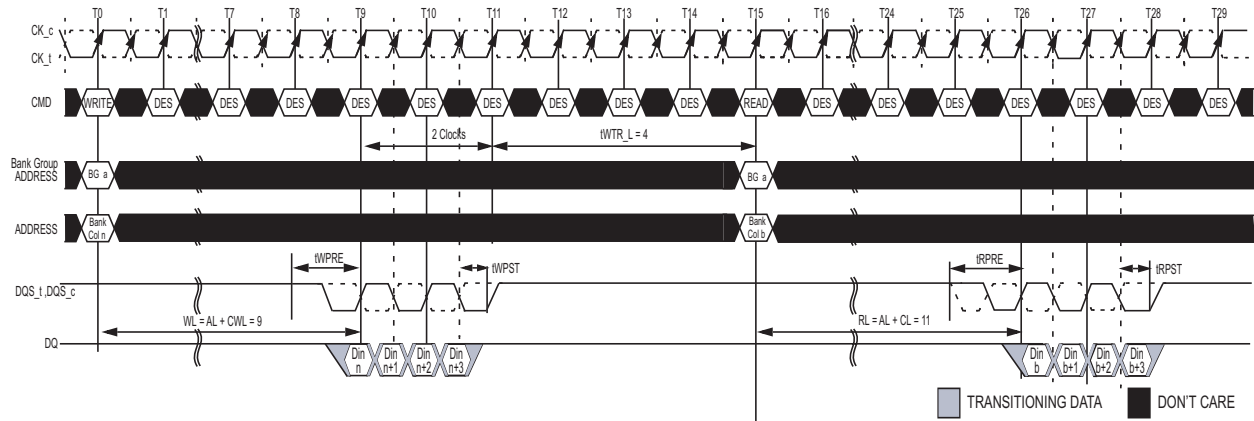 T0 T1 T7 T8 T9 T10 T11 T12 T13 T14 T15 T16 T24 T25 T26 T27 T28 T29
CK_c
CK_t
CMD WRITE DES DES DES DES DES DES DES DES DES READ DES DES DES DES DES DES DES
2 Clocks tWTR_L = 4
Bank Group
ADDRESS BG a BG a
ADDRESS Bank
Col n Bank
Col b
tWPRE tWPST tRPRE tRPST
DQS_t ,DQS_c
WL = AL + CWL = 9 RL = AL + CL = 11
DQ Din
n Din
n+1 Din
n+2 Din
n+3 Din
b Din
b+1 Din
b+2 Din
b+3
TRANSITIONING DATA DON'T CARE